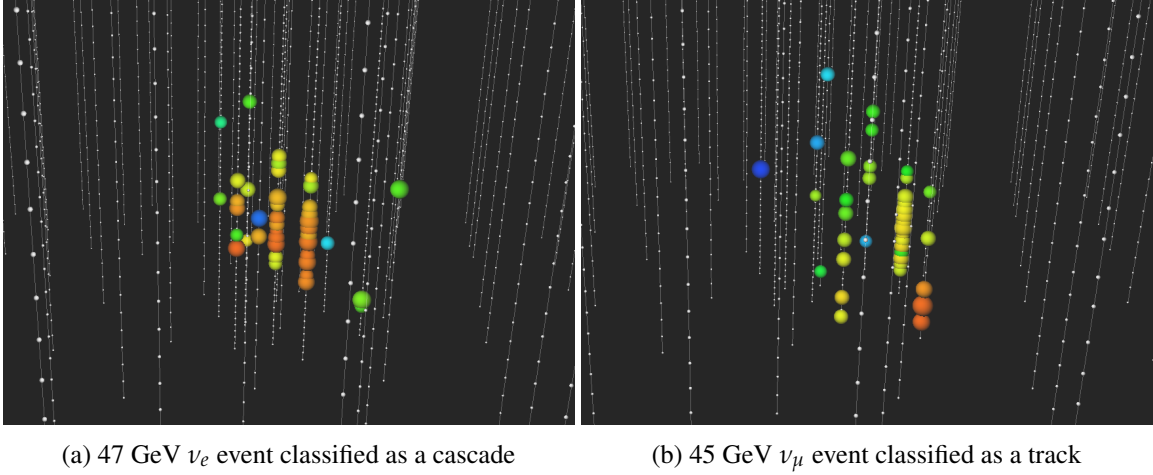 (a) 47 GeV νe event classified as a cascade
(b) 45 GeV νμ event classified as a track